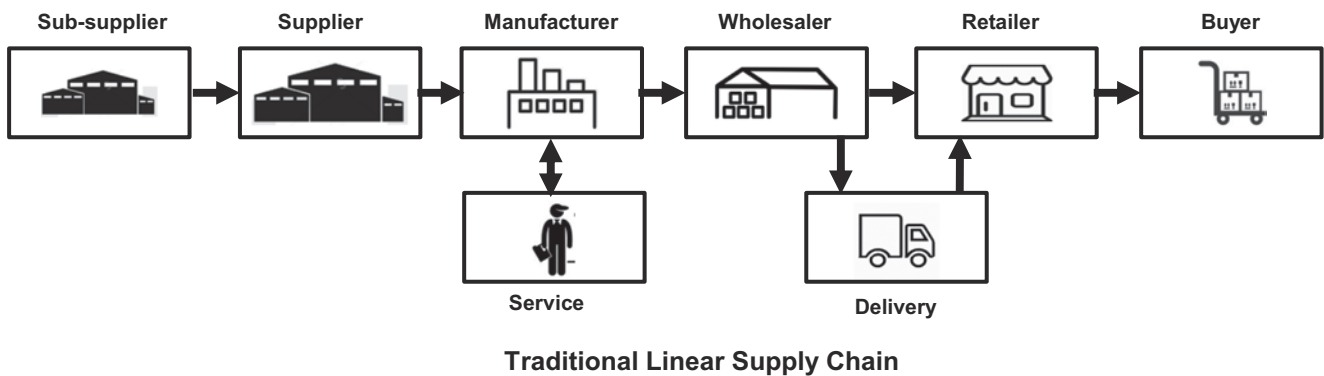 Sub-supplier
Supplier
Manufacturer
Wholesaler
Retailer
Buyer
Service
Delivery
Traditional Linear Supply Chain